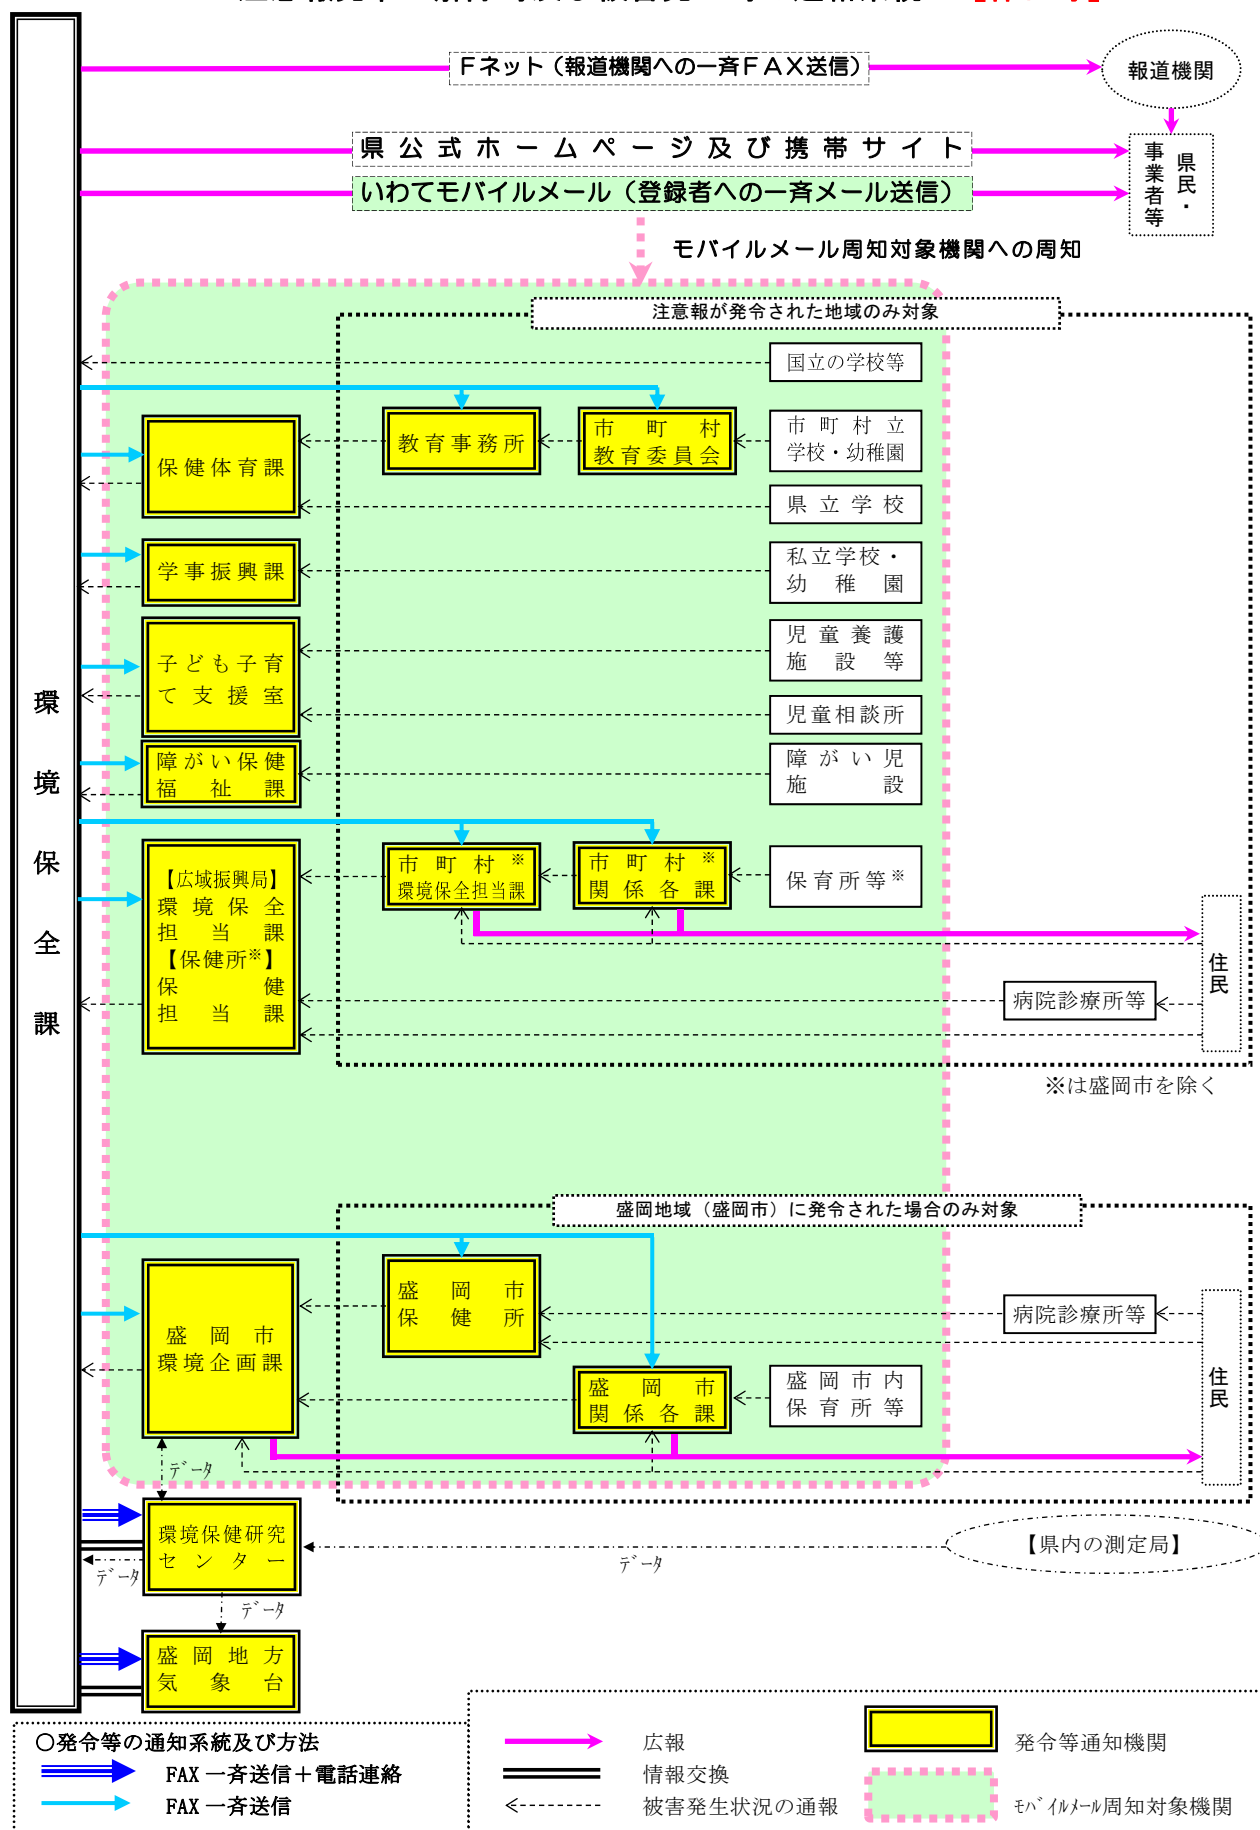 Ｆネット（報道機関への一斉ＦＡＸ送信）
報道機関
県公式ホームページ及び携帯サイト
いわてモバイルメール（登録者への一斉メール送信）
県民・
事業者等
モバイルメール周知対象機関への周知
注意報が発令された地域のみ対象
国立の学校等
保健体育課
教育事務所
市町村
教育委員会
市町村立
学校・幼稚園
県立学校
学事振興課
私立学校・
幼稚園
子ども子育
て支援室
児童養護
施設等
児童相談所
障がい保健
福祉課
障がい児
施設
環境保全課
【広域振興局】
環境保全
担当課
【保健所※】
保健
担当課
市町村※
環境保全担当課
市町村※
関係各課
保育所等※
住民
病院診療所等
※は盛岡市を除く
盛岡地域（盛岡市）に発令された場合のみ対象
盛岡市
環境企画課
盛岡市
保健所
病院診療所等
盛岡市
関係各課
盛岡市内
保育所等
住民
データ
環境保健研究
センター
データ
データ
【県内の測定局】
データ
盛岡地方
気象台
○発令等の通知系統及び方法
FAX 一斉送信＋電話連絡
FAX 一斉送信
広報
情報交換
被害発生状況の通報
発令等通知機関
ﾓﾊﾞｲﾙﾒｰﾙ周知対象機関